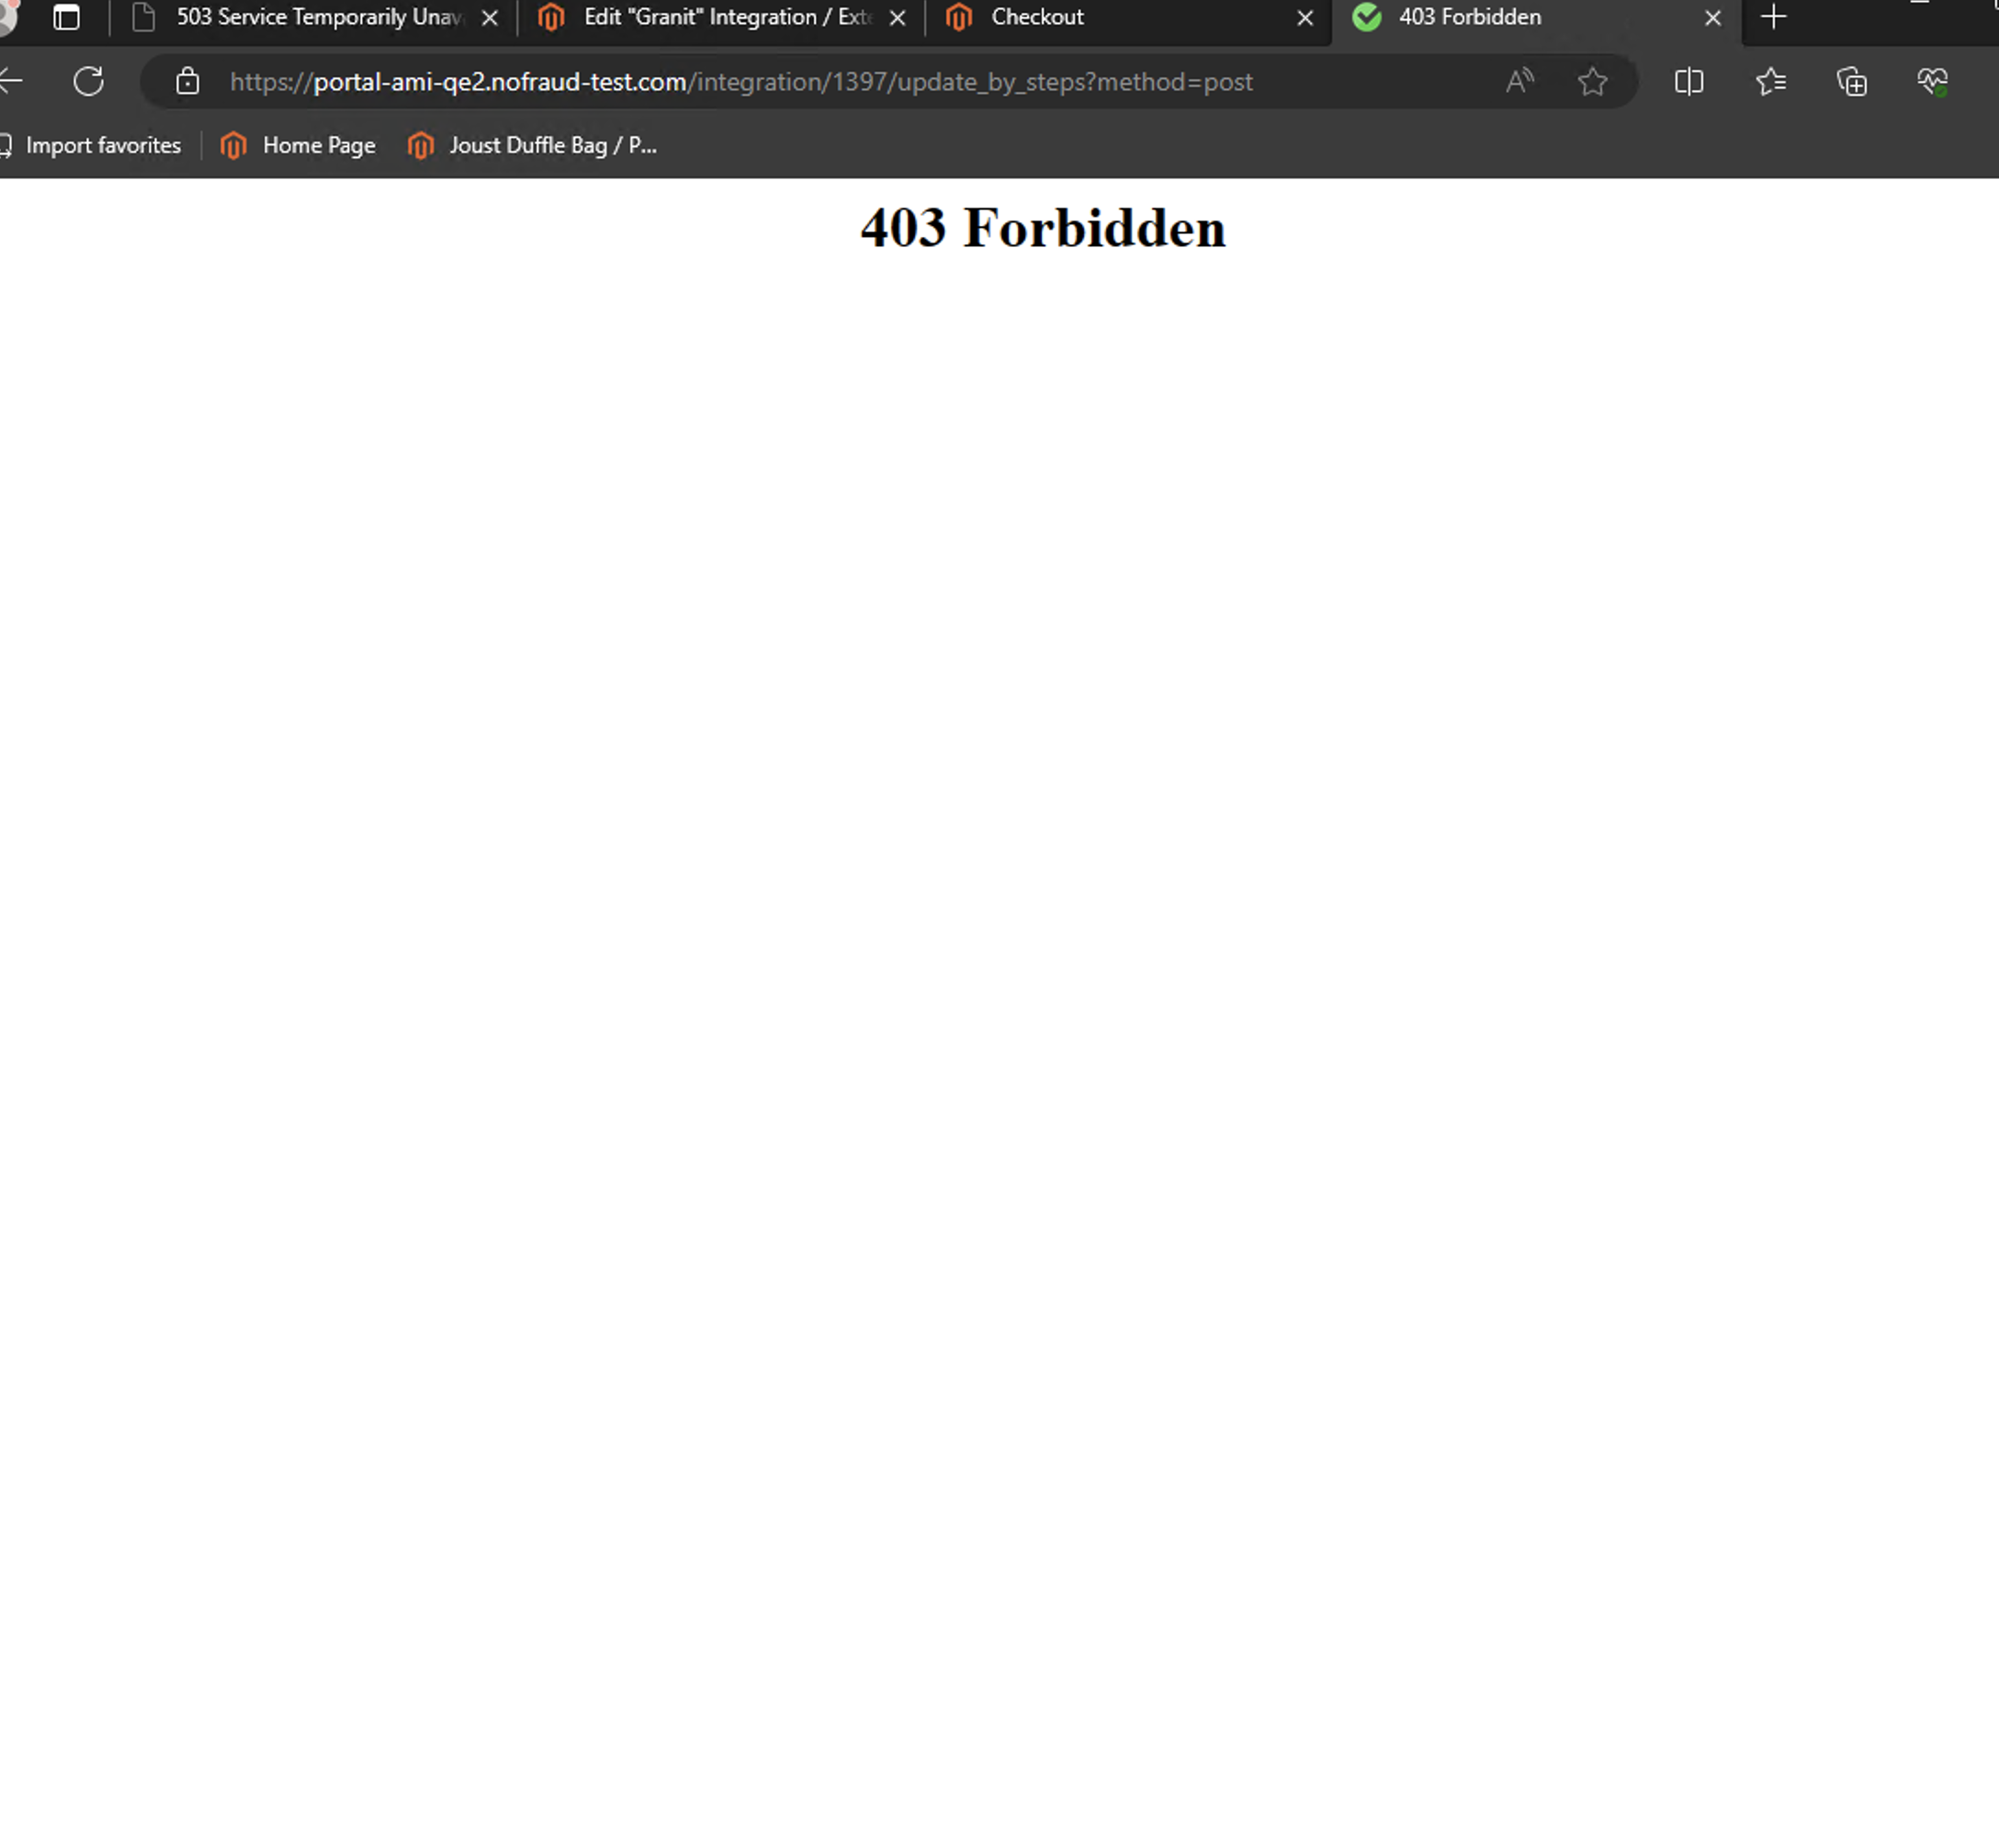 503 Service Temporarily Unav
Edit "Granit" Integration / Exte
Checkout
403 Forbidden
https://portal-ami-qe2.nofraud-test.com/integration/1397/update_by_steps?method=post
Import favorites
Home Page
Joust Duffle Bag / P...
403 Forbidden